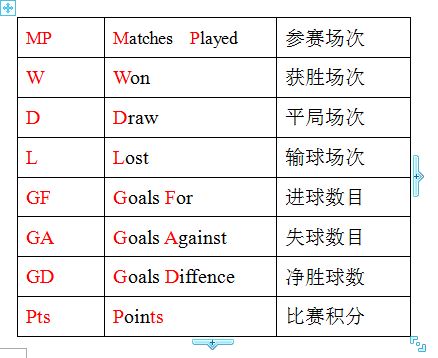 MP Matches Played 参赛场次
W Won 获胜场次
D Draw 平局场次
L Lost 输球场次
GF Goals For 进球数目
GA Goals Against 失球数目
GD Goals Diffence 净胜球数
Pts Points 比赛积分